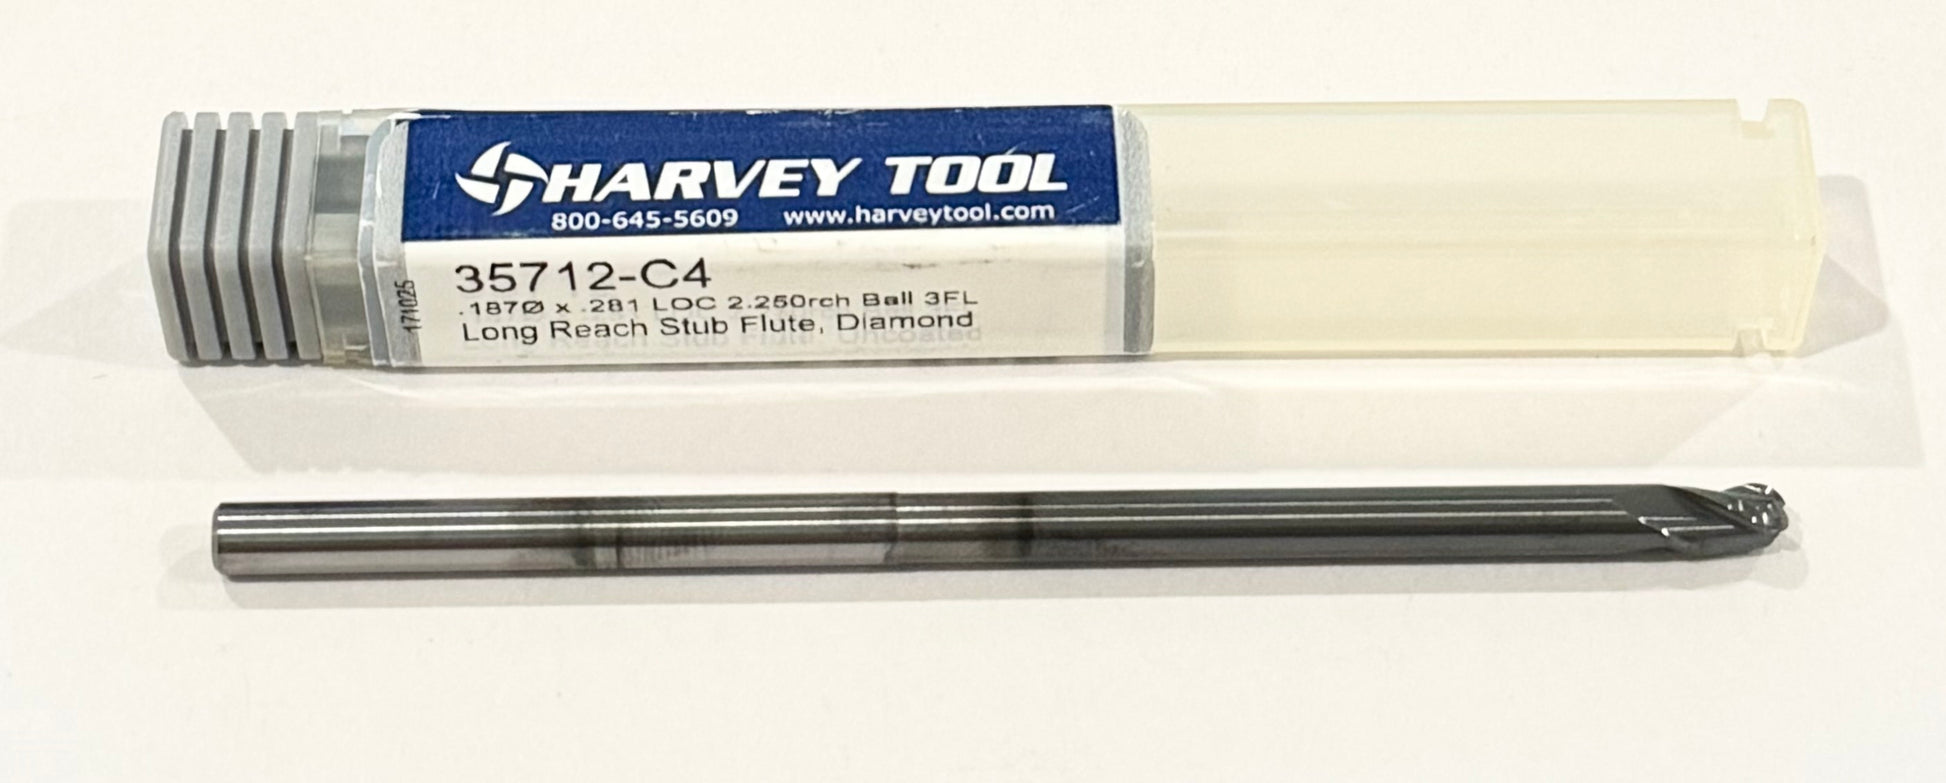 HARVEY TOOL
800-645-5609 www.harveytool.com
35712-C4
.187Ø x .281 LOC 2.250rch Ball 3FL
Long Reach Stub Flute, Diamond
171025